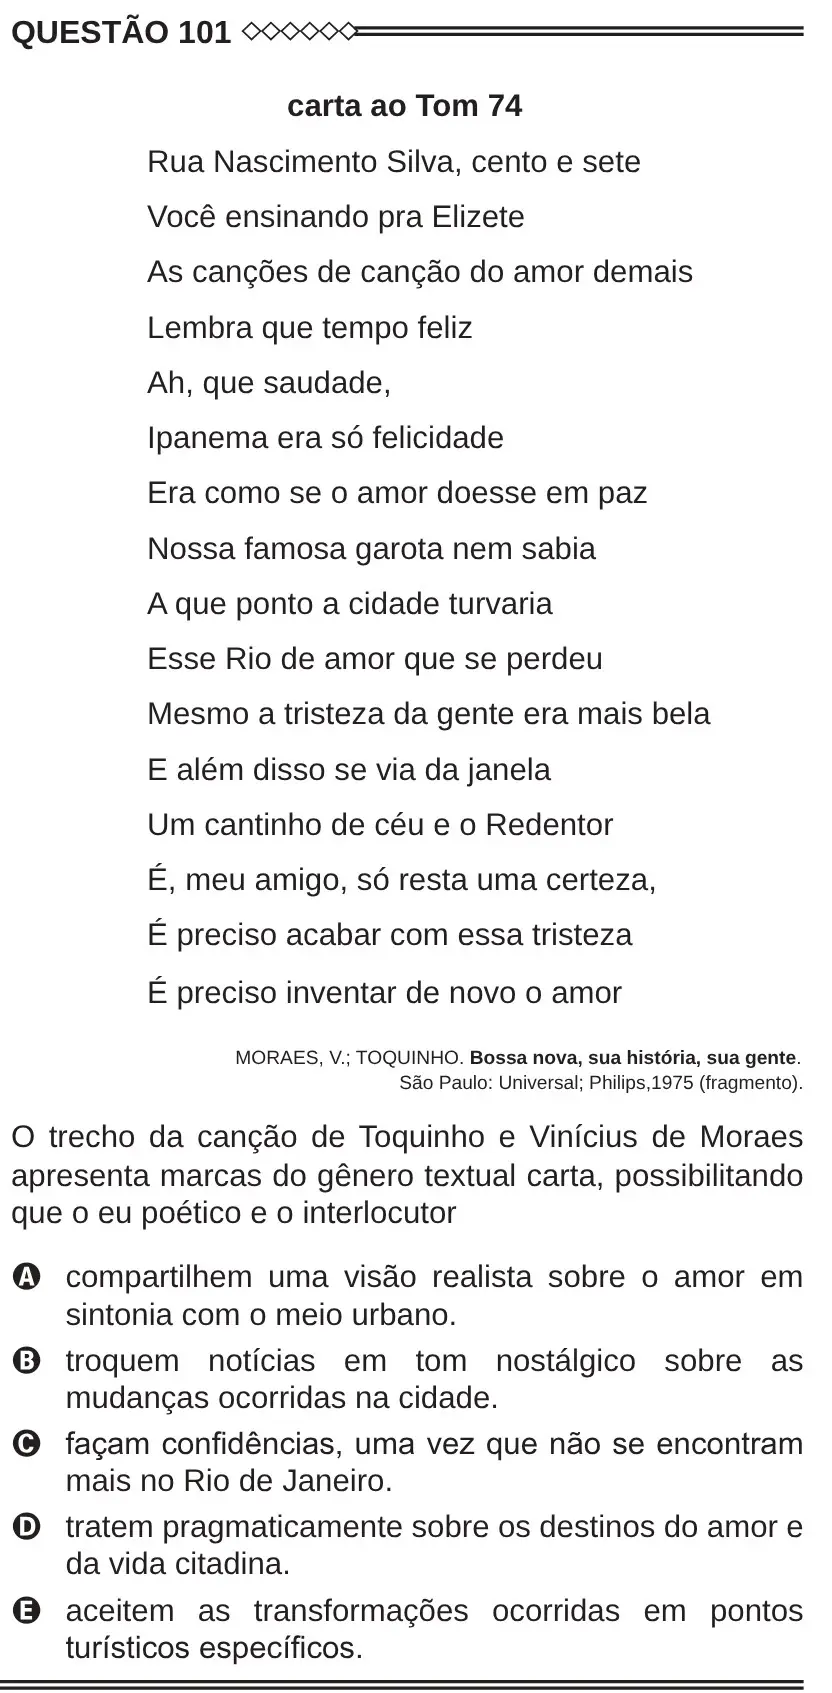 QUESTÃO 101
carta ao Tom 74
Rua Nascimento Silva, cento e sete
Você ensinando pra Elizete
As canções de canção do amor demais
Lembra que tempo feliz
Ah, que saudade,
Ipanema era só felicidade
Era como se o amor doesse em paz
Nossa famosa garota nem sabia
A que ponto a cidade turvaria
Esse Rio de amor que se perdeu
Mesmo a tristeza da gente era mais bela
E além disso se via da janela
Um cantinho de céu e o Redentor
É, meu amigo, só resta uma certeza,
É preciso acabar com essa tristeza
É preciso inventar de novo o amor
MORAES, V.; TOQUINHO. Bossa nova, sua história, sua gente.
São Paulo: Universal; Philips,1975 (fragmento).
O trecho da canção de Toquinho e Vinícius de Moraes
apresenta marcas do gênero textual carta, possibilitando
que o eu poético e o interlocutor
A compartilhem uma visão realista sobre o amor em
sintonia com o meio urbano.
B troquem notícias em tom nostálgico sobre as
mudanças ocorridas na cidade.
C façam confidências, uma vez que não se encontram
mais no Rio de Janeiro.
D tratem pragmaticamente sobre os destinos do amor e
da vida citadina.
E aceitem as transformações ocorridas em pontos
turísticos específicos.